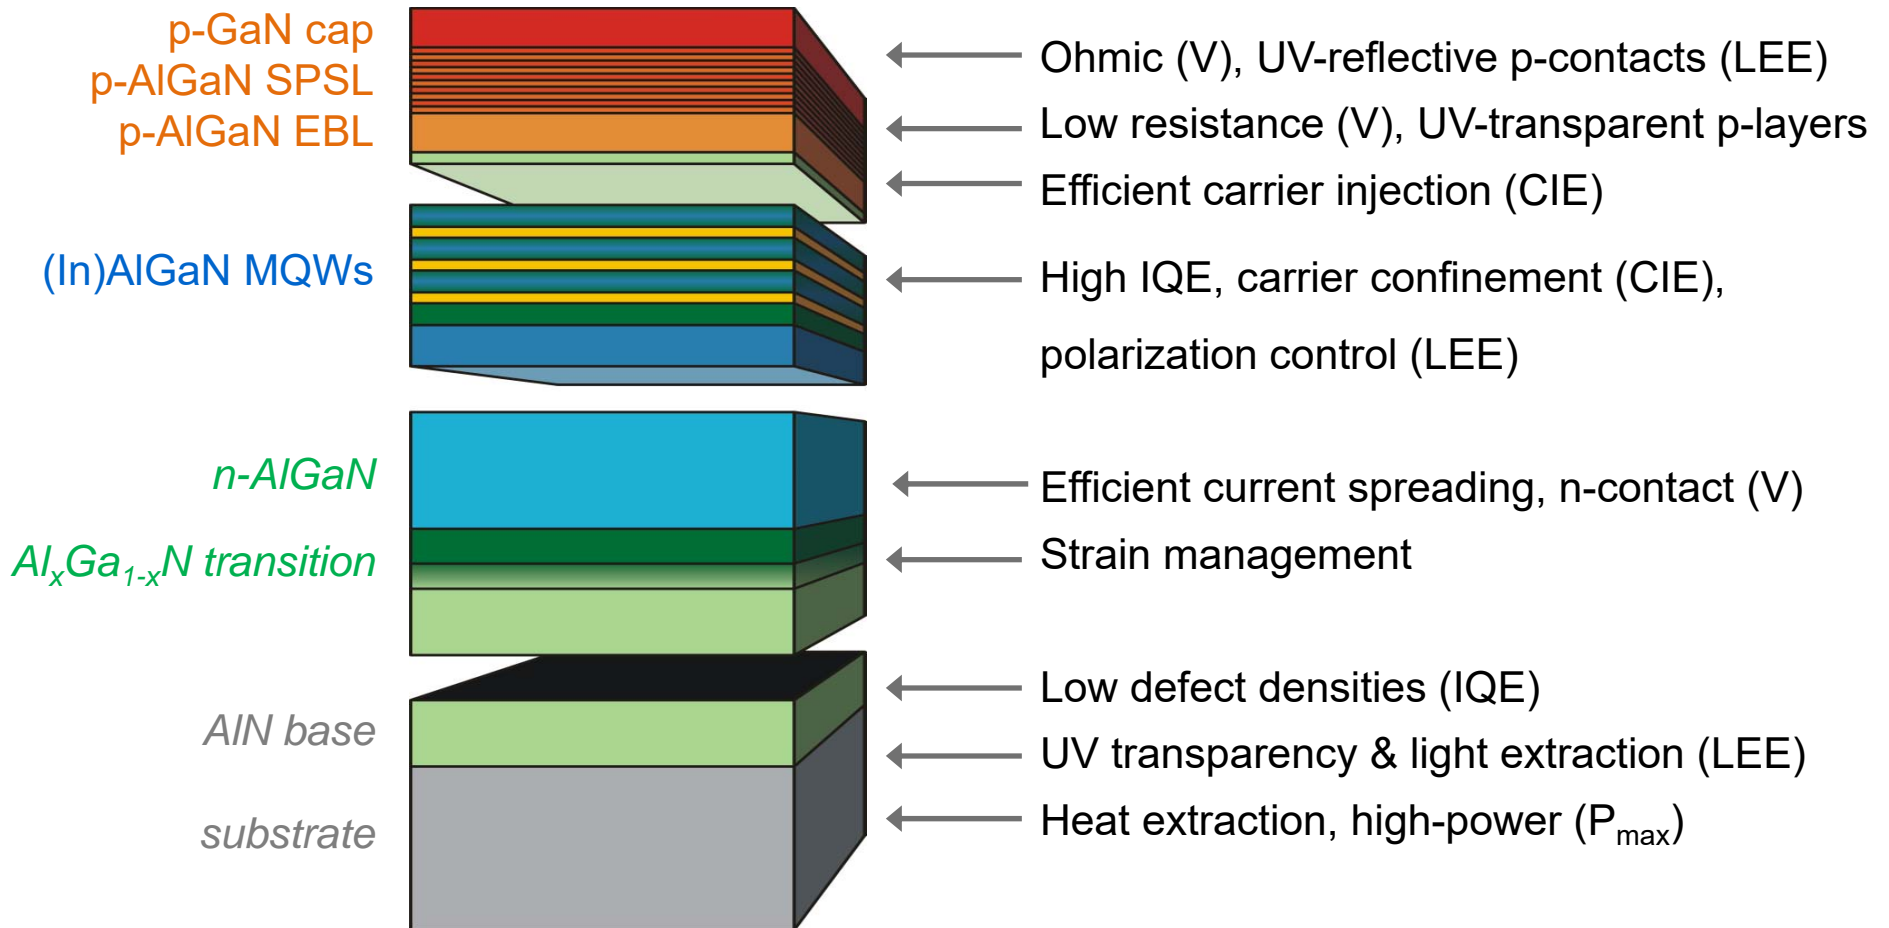 p-GaN cap
p-AlGaN SPSL
p-AlGaN EBL
(In)AlGaN MQWs
n-AlGaN
AlₓGa₁₋ₓN transition
AlN base
substrate
Ohmic (V), UV-reflective p-contacts (LEE)
Low resistance (V), UV-transparent p-layers
Efficient carrier injection (CIE)
High IQE, carrier confinement (CIE),
polarization control (LEE)
Efficient current spreading, n-contact (V)
Strain management
Low defect densities (IQE)
UV transparency & light extraction (LEE)
Heat extraction, high-power (Pₘₐₓ)